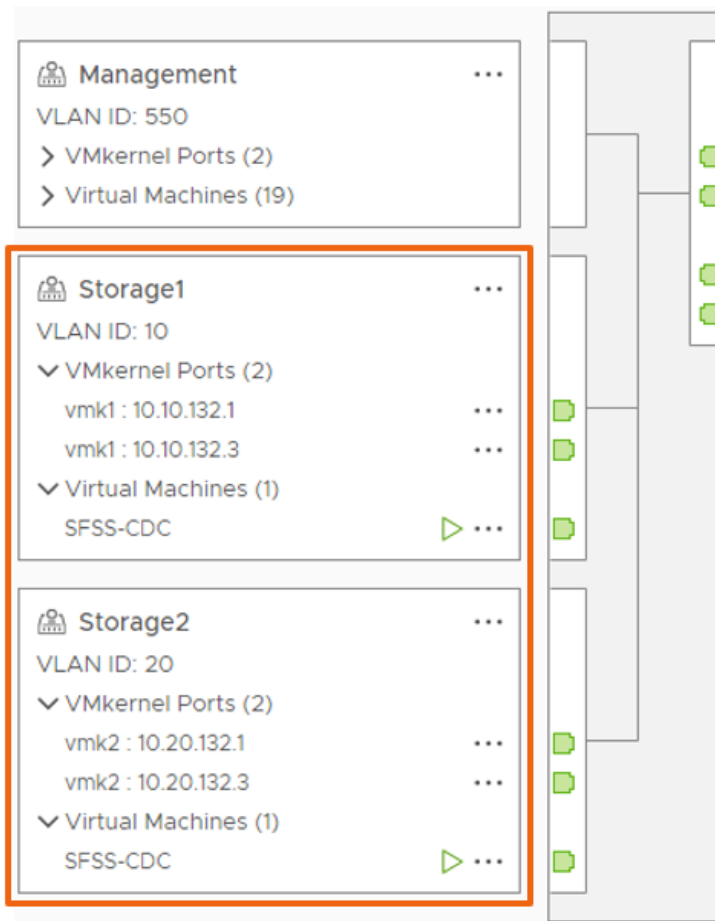 Management
VLAN ID: 550
VMkernel Ports (2)
Virtual Machines (19)
Storage1
VLAN ID: 10
VMkernel Ports (2)
vmk1 : 10.10.132.1
vmk1 : 10.10.132.3
Virtual Machines (1)
SFSS-CDC
Storage2
VLAN ID: 20
VMkernel Ports (2)
vmk2 : 10.20.132.1
vmk2 : 10.20.132.3
Virtual Machines (1)
SFSS-CDC